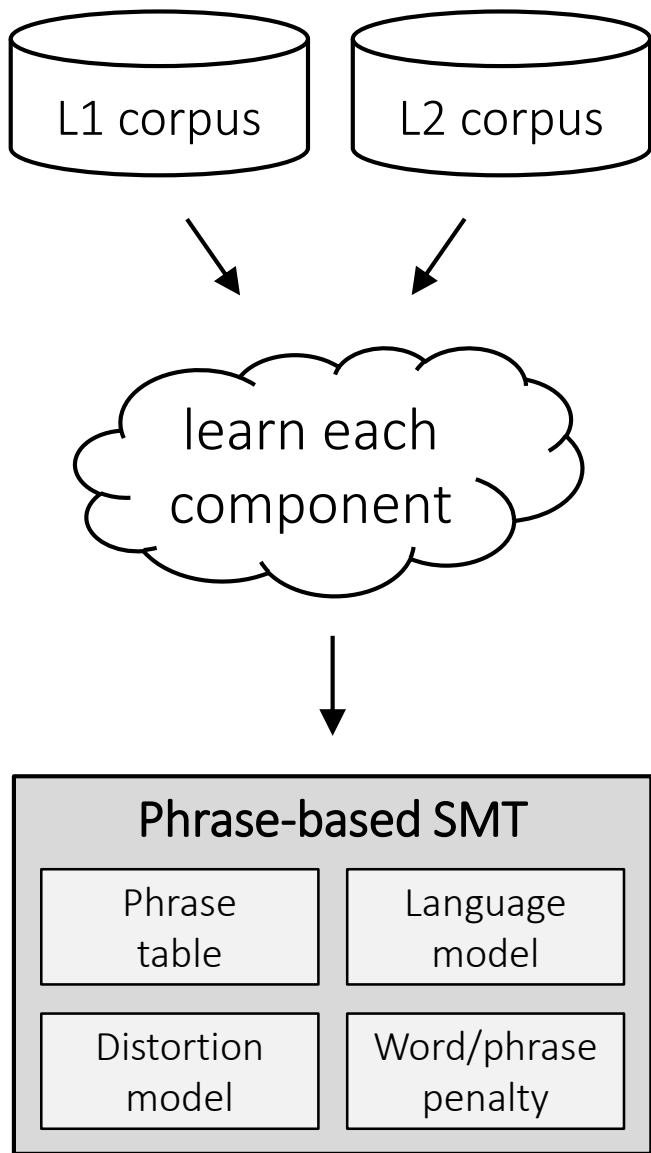 L1 corpus
L2 corpus
learn each
component
Phrase-based SMT
Phrase
table
Language
model
Distortion
model
Word/phrase
penalty